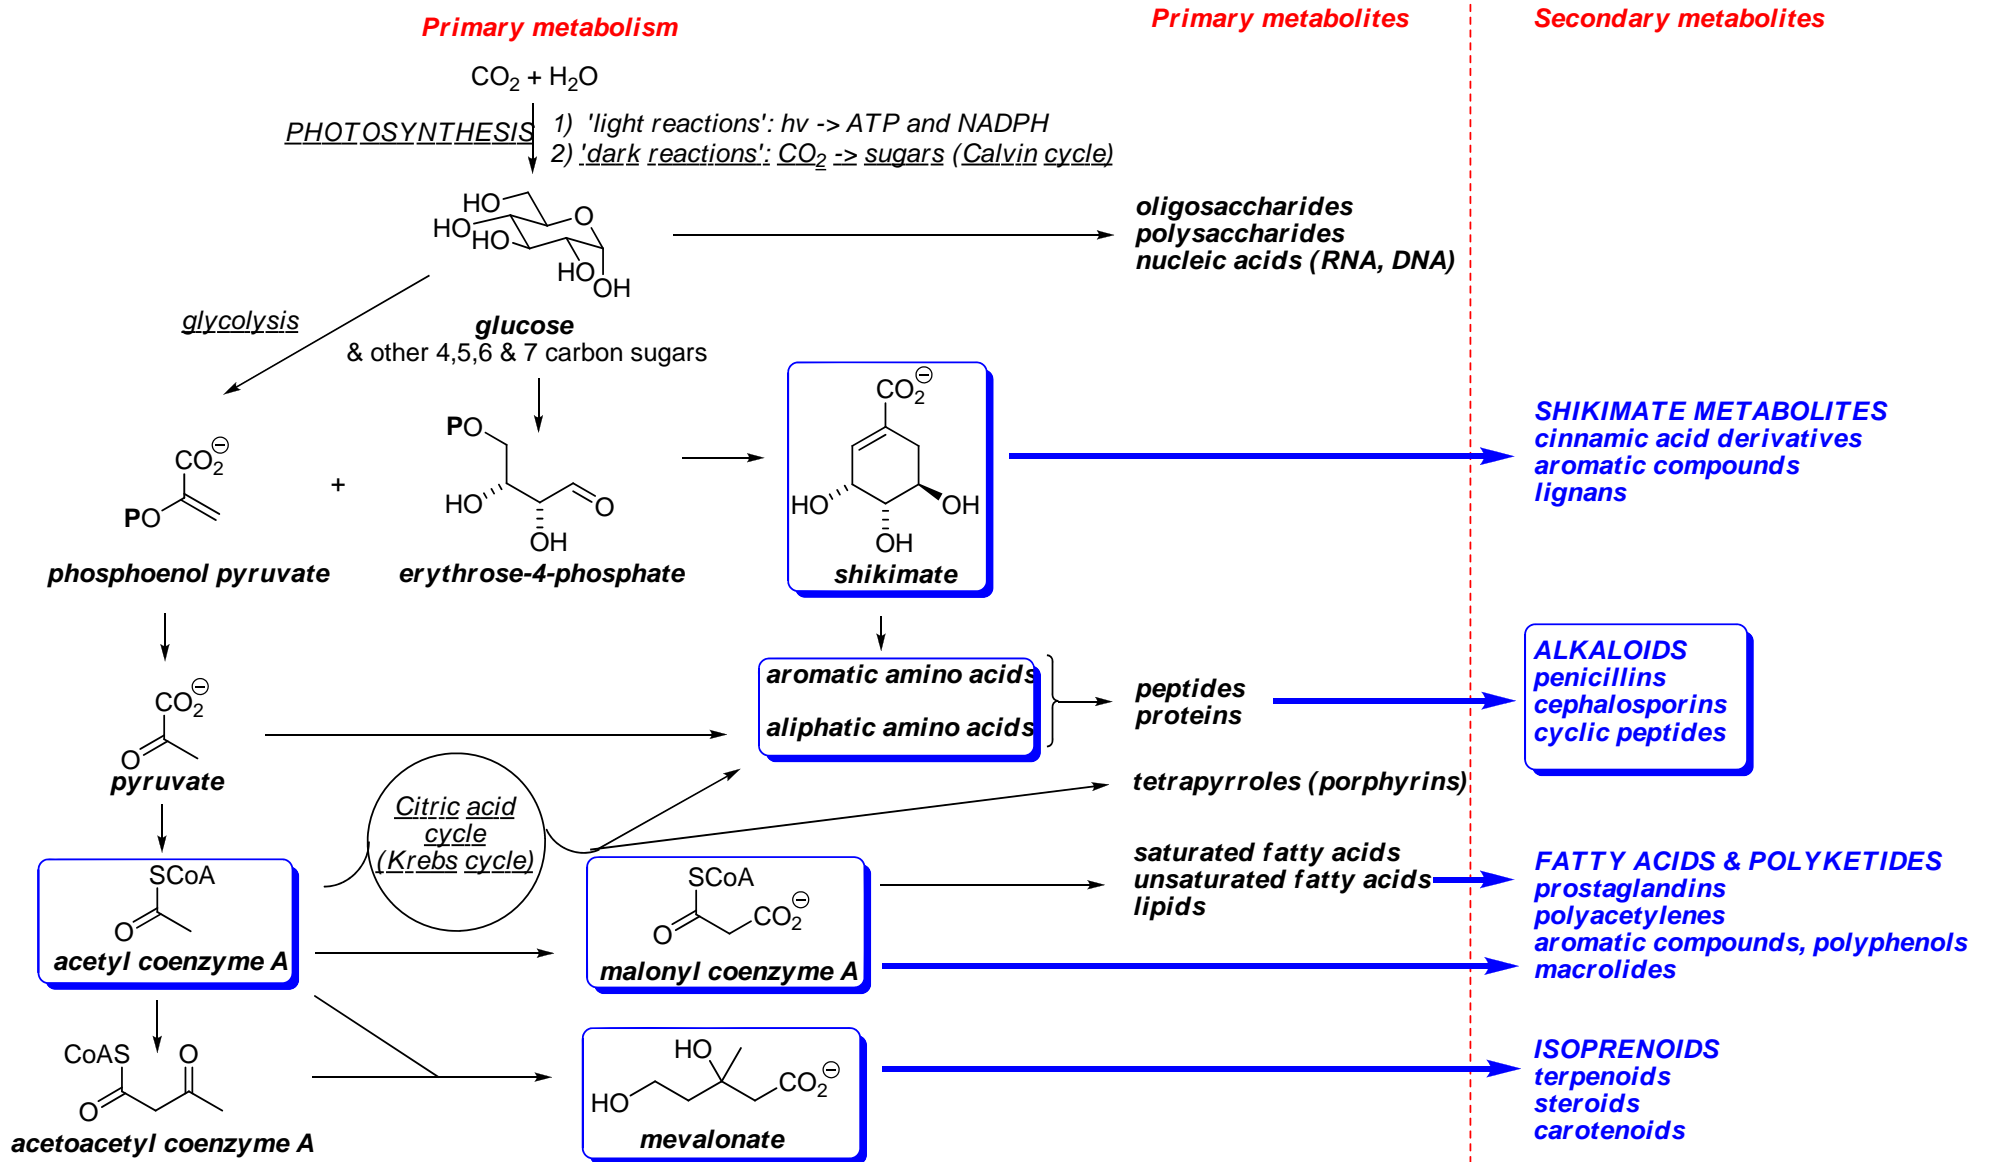 Primary metabolism
Primary metabolites
Secondary metabolites
CO2 + H2O
PHOTOSYNTHESIS
1) 'light reactions': hv -> ATP and NADPH
2) 'dark reactions': CO2 -> sugars (Calvin cycle)
HO
O
HO
HO
HO
OH
oligosaccharides
polysaccharides
nucleic acids (RNA, DNA)
glycolysis
glucose
& other 4,5,6 & 7 carbon sugars
CO2⊖
PO
phosphoenol pyruvate
+
PO
HO
O
OH
erythrose-4-phosphate
CO2⊖
HO
OH
OH
shikimate
SHIKIMATE METABOLITES
cinnamic acid derivatives
aromatic compounds
lignans
aromatic amino acids
aliphatic amino acids
peptides
proteins
ALKALOIDS
penicillins
cephalosporins
cyclic peptides
CO2⊖
O
pyruvate
Citric acid
cycle
(Krebs cycle)
tetrapyrroles (porphyrins)
SCoA
O
acetyl coenzyme A
SCoA
CO2⊖
O
malonyl coenzyme A
saturated fatty acids
unsaturated fatty acids
lipids
FATTY ACIDS & POLYKETIDES
prostaglandins
polyacetylenes
aromatic compounds, polyphenols
macrolides
CoAS
O
O
acetoacetyl coenzyme A
HO
CO2⊖
HO
mevalonate
ISOPRENOIDS
terpenoids
steroids
carotenoids